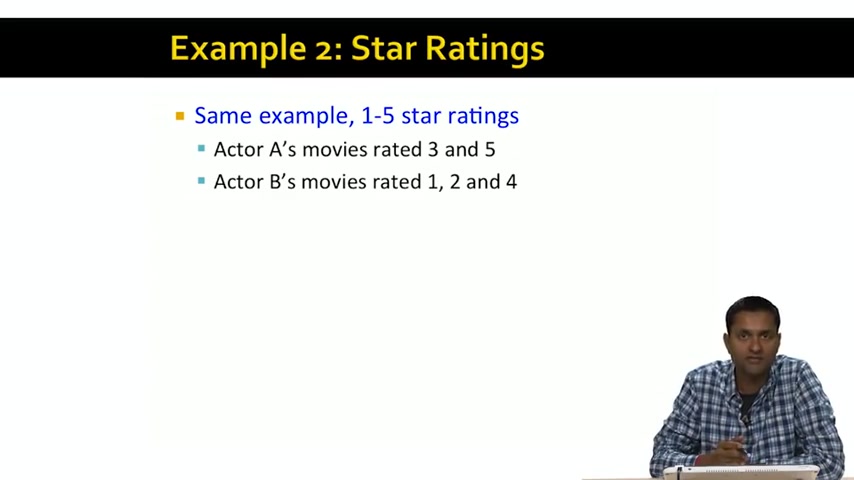 Example 2: Star Ratings
Same example, 1-5 star ratings
Actor A’s movies rated 3 and 5
Actor B’s movies rated 1, 2 and 4